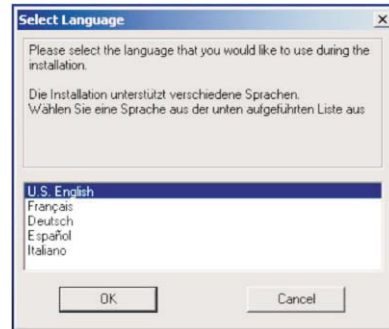 Select Language
Please select the language that you would like to use during the
installation.
Die Installation unterstützt verschiedene Sprachen.
Wählen Sie eine Sprache aus der unten aufgeführten Liste aus
U.S. English
Français
Deutsch
Español
Italiano
OK
Cancel